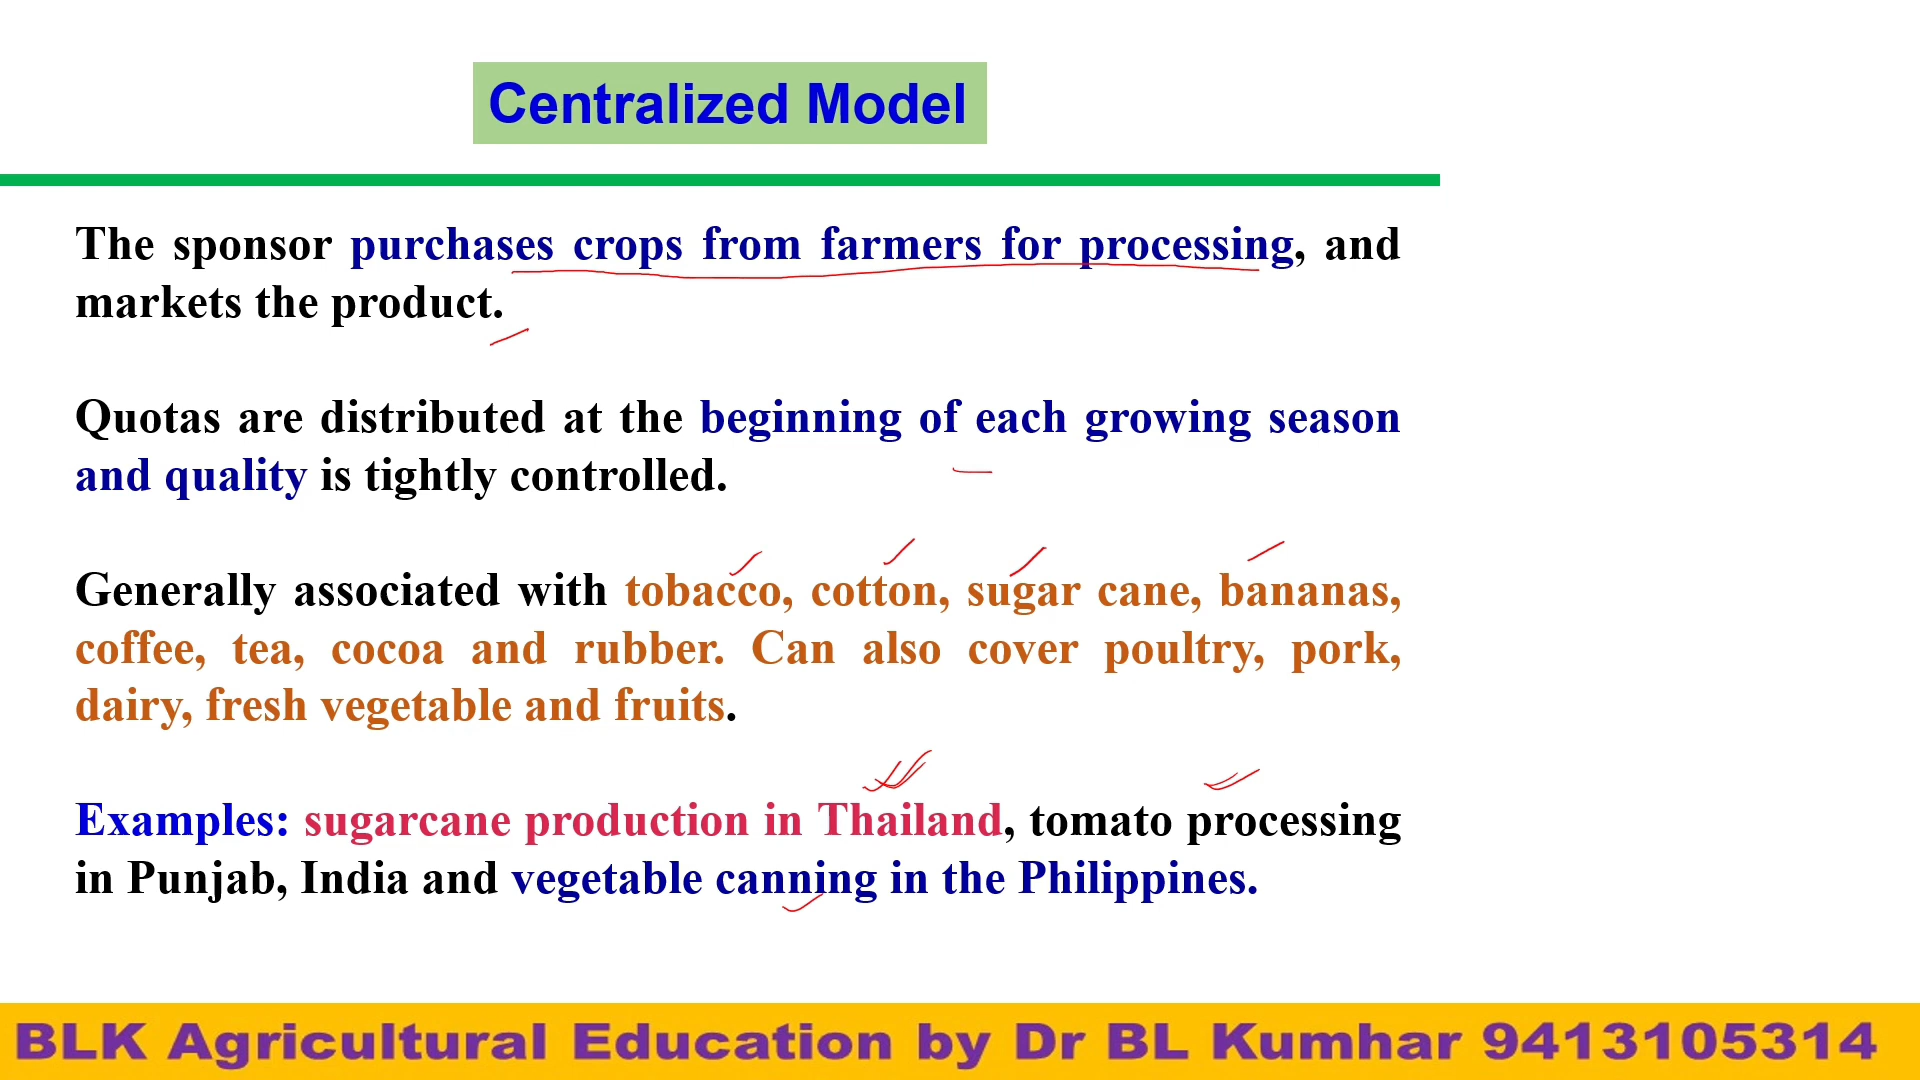 Centralized Model
The sponsor purchases crops from farmers for processing, and
markets the product.
Quotas are distributed at the beginning of each growing season
and quality is tightly controlled.
Generally associated with tobacco, cotton, sugar cane, bananas,
coffee, tea, cocoa and rubber. Can also cover poultry, pork,
dairy, fresh vegetable and fruits.
Examples: sugarcane production in Thailand, tomato processing
in Punjab, India and vegetable canning in the Philippines.
BLK Agricultural Education by Dr BL Kumhar 9413105314